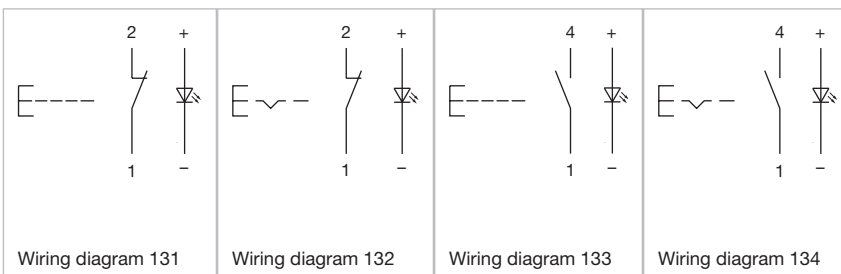 2 +
1 −
Wiring diagram 131
2 +
1 −
Wiring diagram 132
4 +
1 −
Wiring diagram 133
4 +
1 −
Wiring diagram 134